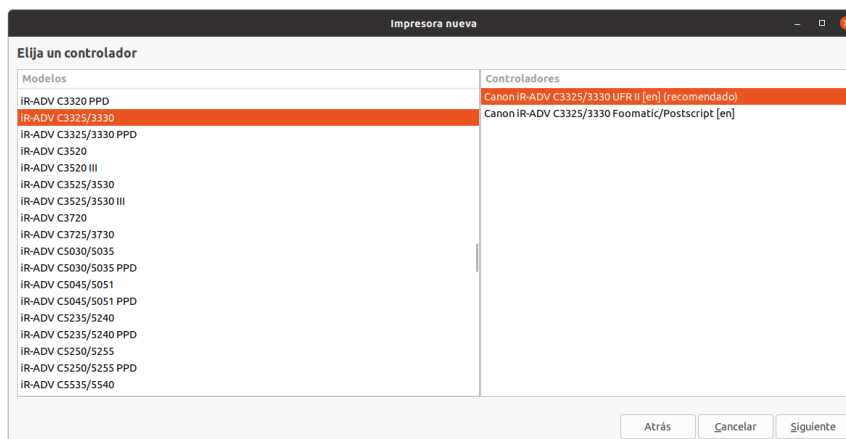 Impresora nueva
Elija un controlador
Modelos
iR-ADV C3320 PPD
iR-ADV C3325/3330
iR-ADV C3325/3330 PPD
iR-ADV C3520
iR-ADV C3520 III
iR-ADV C3525/3530
iR-ADV C3525/3530 III
iR-ADV C3720
iR-ADV C3725/3730
iR-ADV C5030/5035
iR-ADV C5030/5035 PPD
iR-ADV C5045/5051
iR-ADV C5045/5051 PPD
iR-ADV C5235/5240
iR-ADV C5235/5240 PPD
iR-ADV C5250/5255
iR-ADV C5250/5255 PPD
iR-ADV C5535/5540
Controladores
Canon iR-ADV C3325/3330 UFR II [en] (recomendado)
Canon iR-ADV C3325/3330 Foomatic/Postscript [en]
Atrás
Cancelar
Siguiente